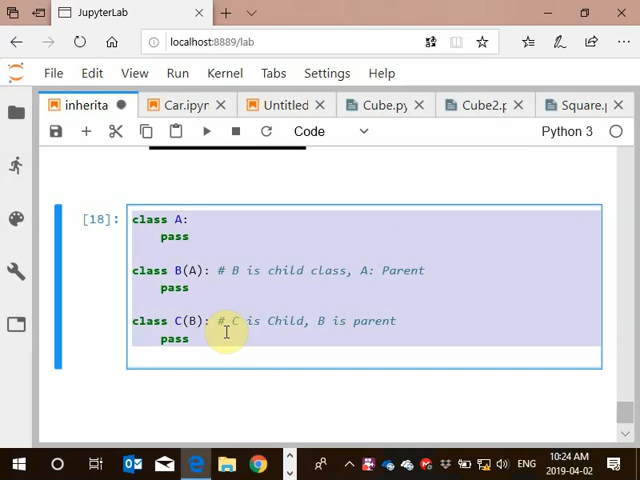 JupyterLab
localhost:8889/lab
File Edit View Run Kernel Tabs Settings Help
inherita Car.ipyn Untitled Cube.py Cube2.p Square.p
Code Python 3
[18]: class A:
pass
class B(A): # B is child class, A: Parent
pass
class C(B): # C is Child, B is parent
pass
10:24 AM
ENG
2019-04-02